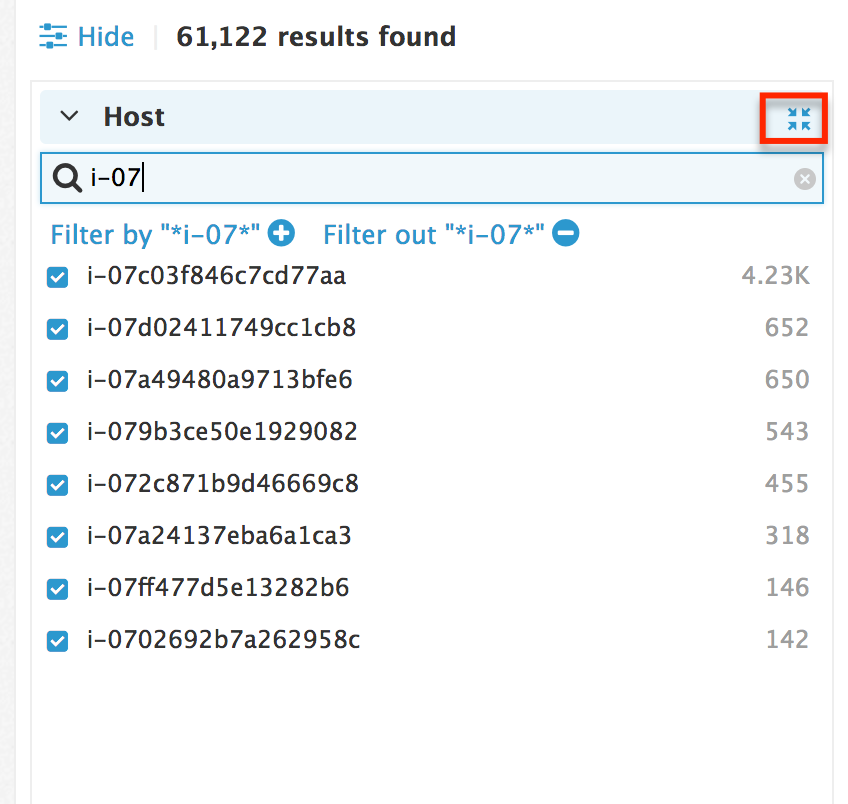 Hide 61,122 results found
Host
i-07
Filter by "*i-07*" Filter out "*i-07*"
i-07c03f846c7cd77aa 4.23K
i-07d02411749cc1cb8 652
i-07a49480a9713bfe6 650
i-079b3ce50e1929082 543
i-072c871b9d46669c8 455
i-07a24137eba6a1ca3 318
i-07ff477d5e13282b6 146
i-0702692b7a262958c 142